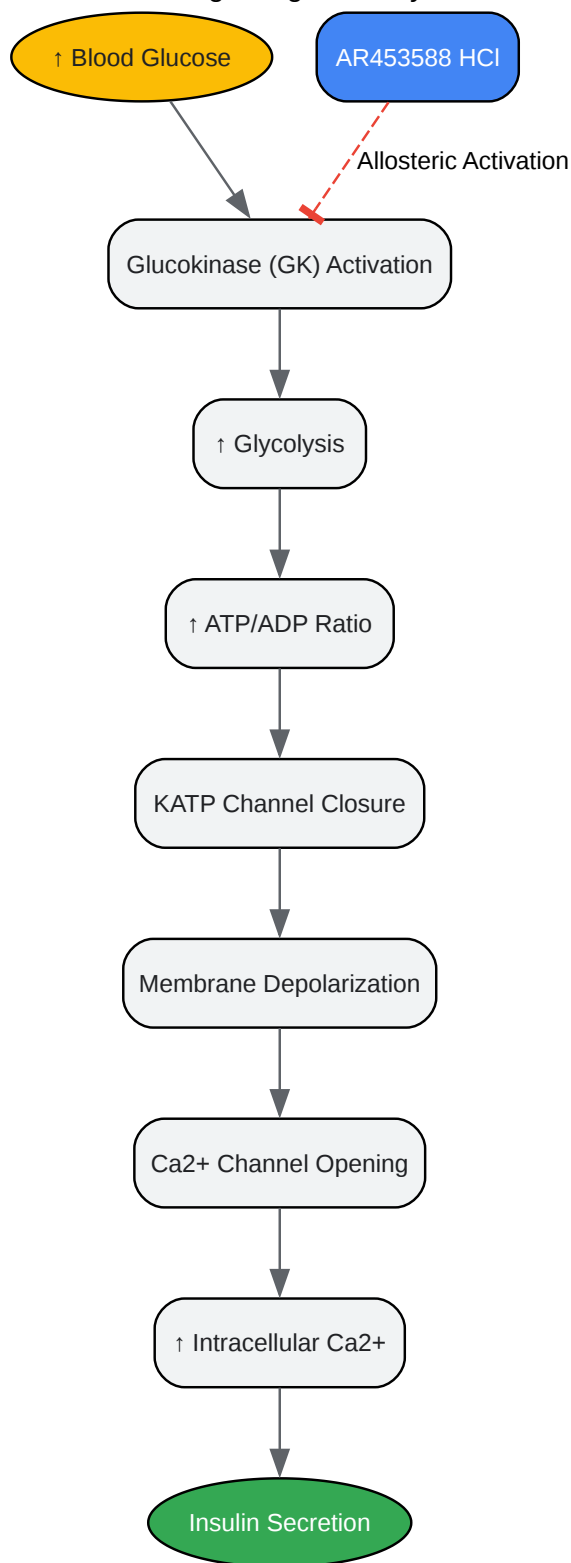 ↑ Blood Glucose
AR453588 HCl
Allosteric Activation
Glucokinase (GK) Activation
↑ Glycolysis
↑ ATP/ADP Ratio
KATP Channel Closure
Membrane Depolarization
Ca2+ Channel Opening
↑ Intracellular Ca2+
Insulin Secretion